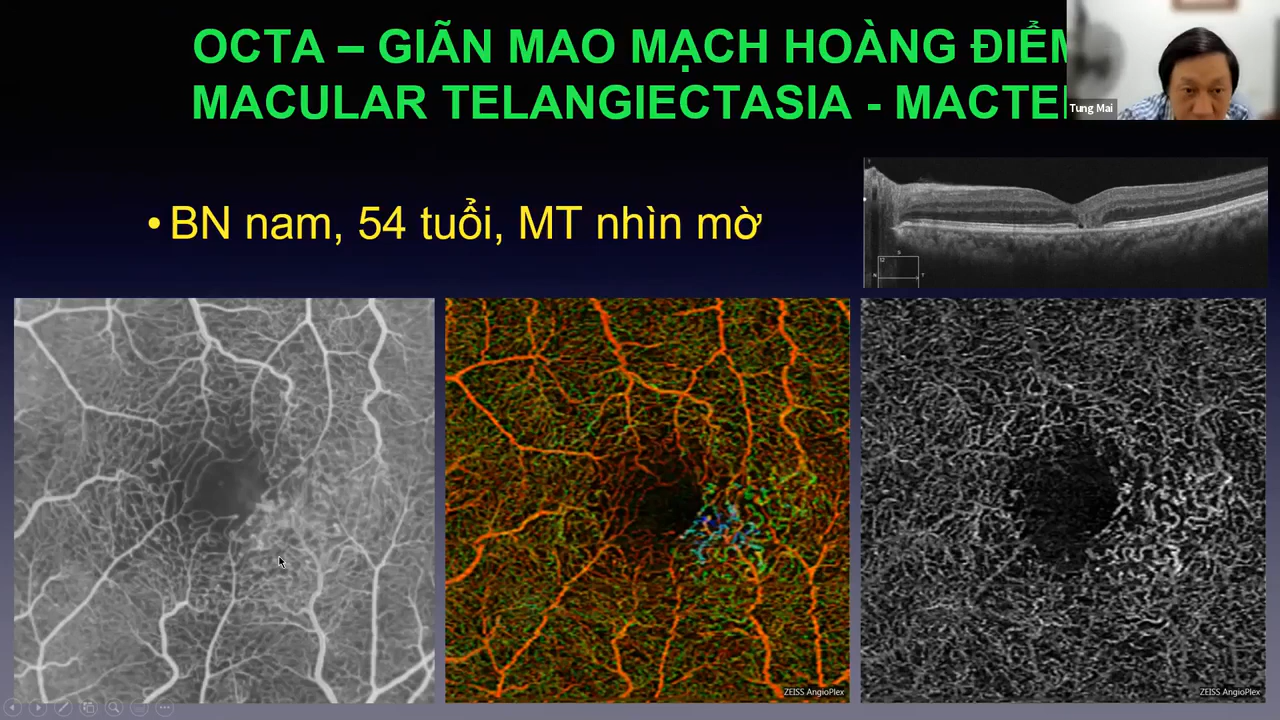 OCTA – GIÃN MAO MẠCH HOÀNG ĐIỂM
MACULAR TELANGIECTASIA - MACTE
Tung Mai
• BN nam, 54 tuổi, MT nhìn mờ
S
N
T
ZEISS AngioPlex
ZEISS AngioPlex